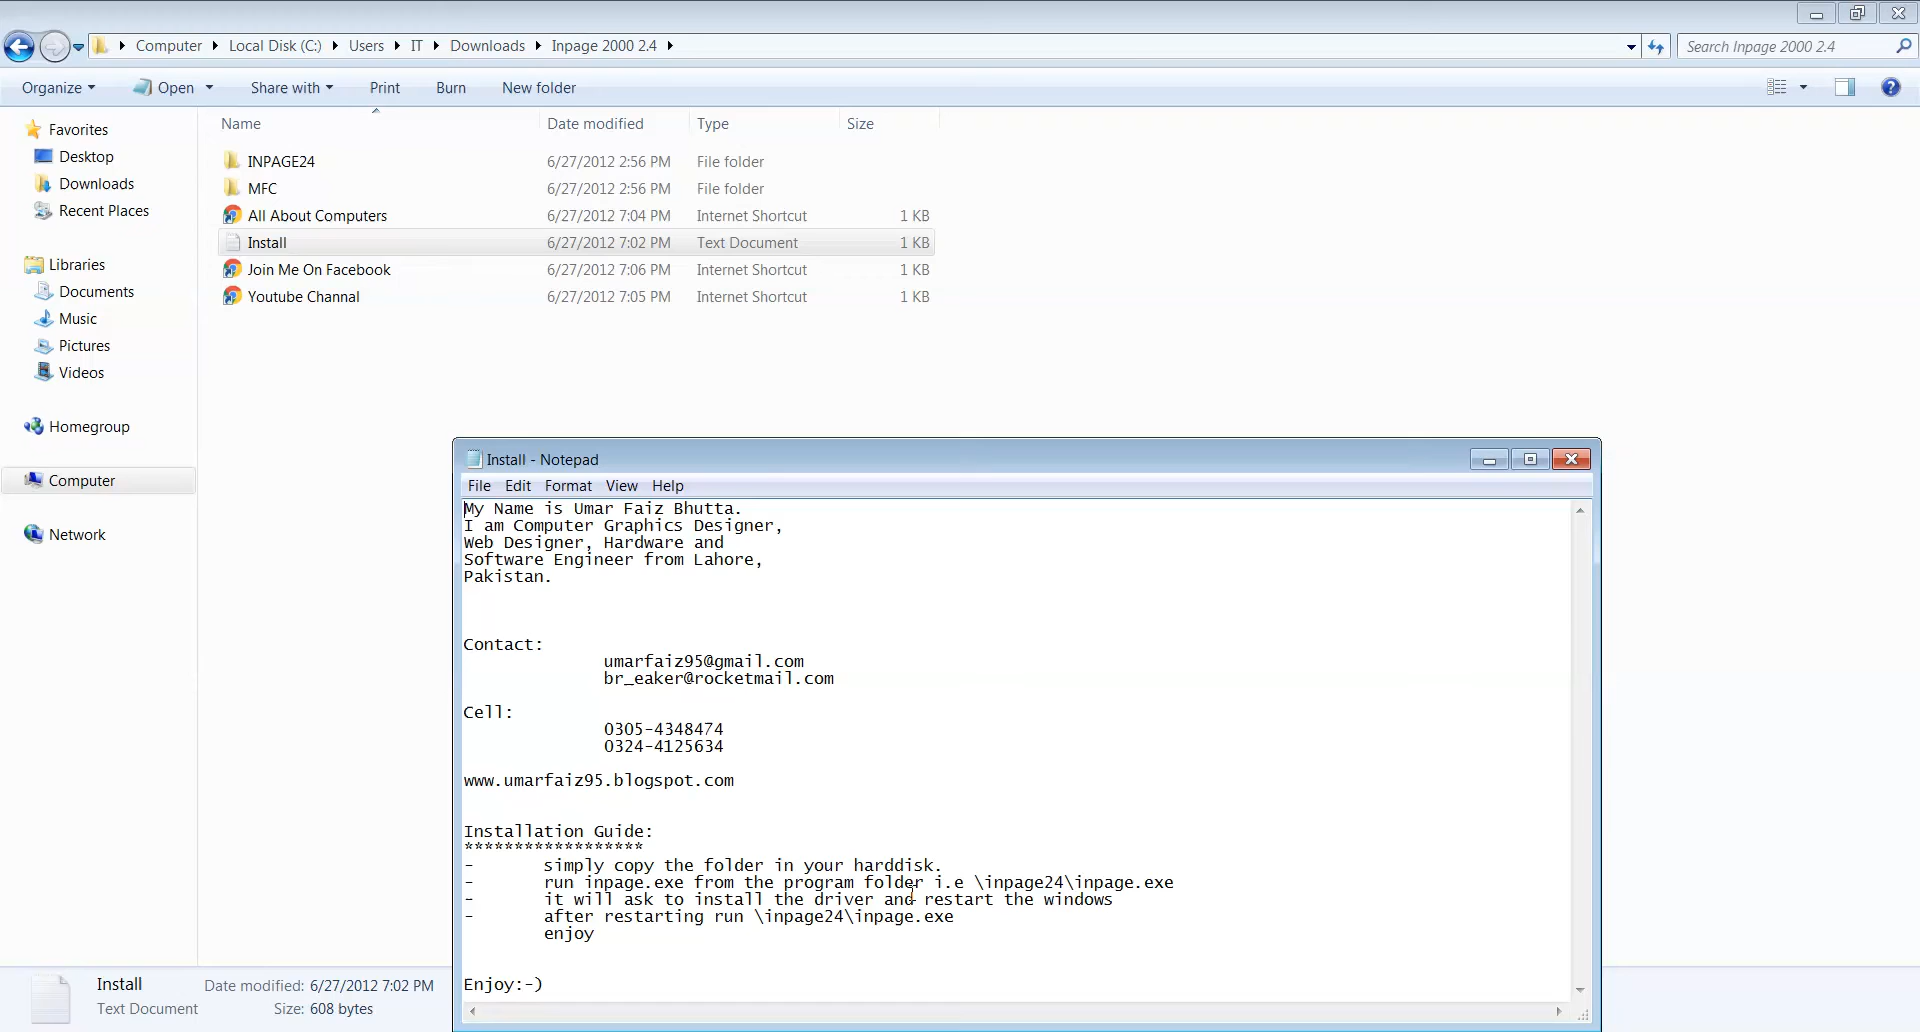 Computer Local Disk (C:) Users IT Downloads Inpage 2000 2.4 Search Inpage 2000 2.4
Organize Open Share with Print Burn New folder
Favorites
Desktop
Downloads
Recent Places
Libraries
Documents
Music
Pictures
Videos
Homegroup
Computer
Network
Name Date modified Type Size
INPAGE24 6/27/2012 2:56 PM File folder
MFC 6/27/2012 2:56 PM File folder
All About Computers 6/27/2012 7:04 PM Internet Shortcut 1 KB
Install 6/27/2012 7:02 PM Text Document 1 KB
Join Me On Facebook 6/27/2012 7:06 PM Internet Shortcut 1 KB
Youtube Channal 6/27/2012 7:05 PM Internet Shortcut 1 KB
Install - Notepad
File Edit Format View Help
My Name is Umar Faiz Bhutta.
I am Computer Graphics Designer,
Web Designer, Hardware and
Software Engineer from Lahore,
Pakistan.
Contact:
umarfaiz95@gmail.com
br_eaker@rocketmail.com
Cell:
0305-4348474
0324-4125634
www.umarfaiz95.blogspot.com
Installation Guide:
******************
- simply copy the folder in your harddisk.
- run inpage.exe from the program folder i.e \inpage24\inpage.exe
- it will ask to install the driver and restart the windows
- after restarting run \inpage24\inpage.exe
enjoy
Enjoy:-)
Install Date modified: 6/27/2012 7:02 PM
Text Document Size: 608 bytes